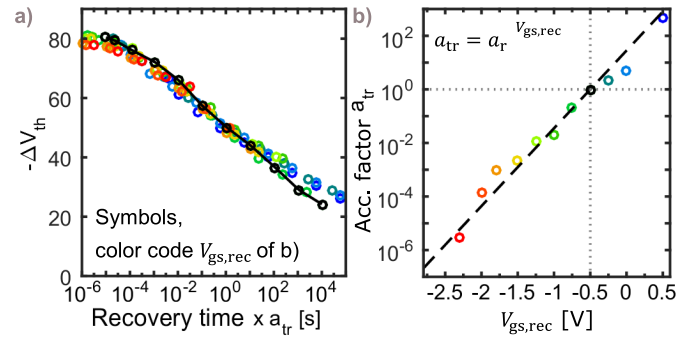 a)
80
60
40
20
0
-ΔV_th
Symbols,
color code V_gs,rec of b)
10^-6 10^-4 10^-2 10^0 10^2 10^4
Recovery time x a_tr [s]
b)
a_tr = a_r^V_gs,rec
10^2
10^0
10^-2
10^-4
10^-6
Acc. factor a_tr
-2.5 -2 -1.5 -1 -0.5 0 0.5
V_gs,rec [V]